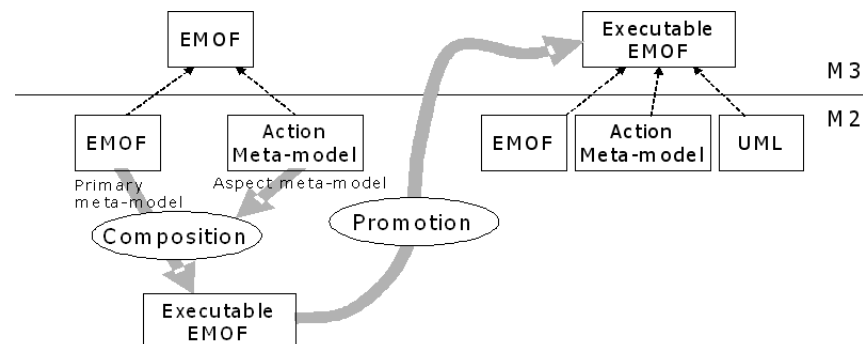 EMOF
Executable
EMOF
M3
M2
EMOF
Action
Meta-model
EMOF
Action
Meta-model
UML
Primary
meta-model
Aspect meta-model
Composition
Promotion
Executable
EMOF